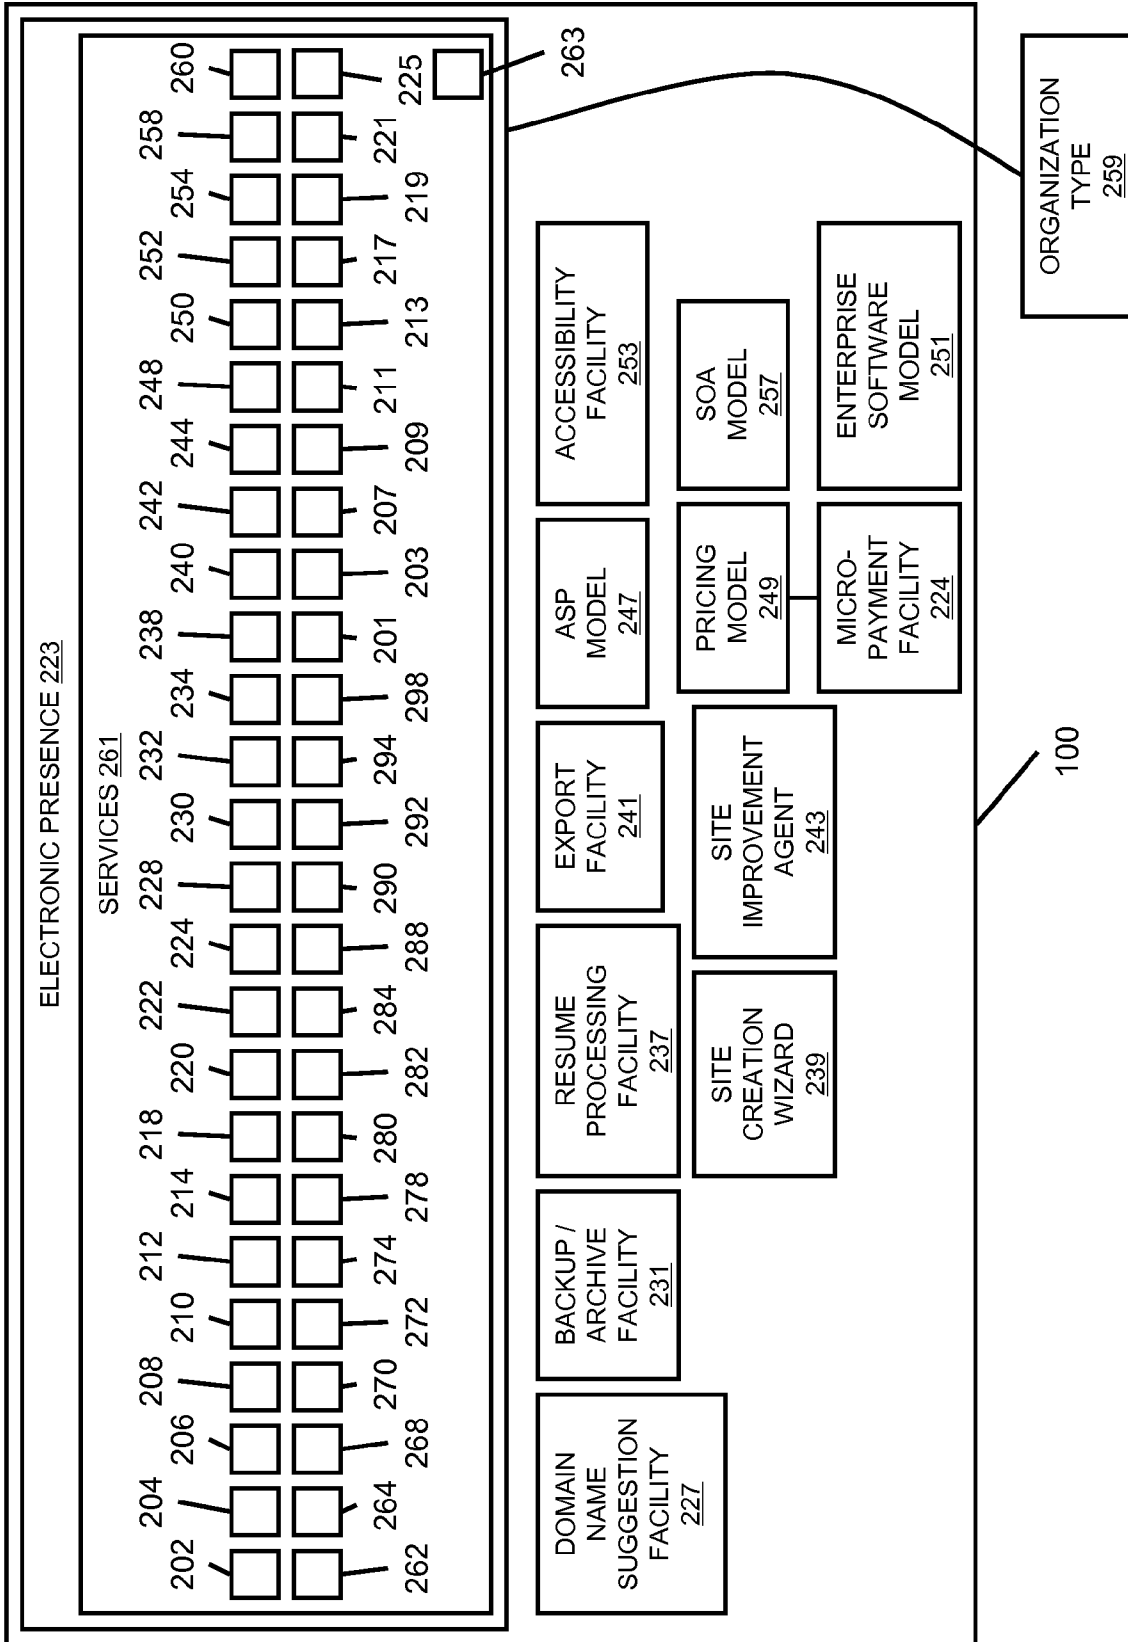 ELECTRONIC PRESENCE 223
SERVICES 261
202 204 206 208 210 212 214 218 220 222 224 228 230 232 234 238 240 242 244 248 250 252 254 258 260
262 264 268 270 272 274 278 280 282 284 288 290 292 294 298 201 203 207 209 211 213 217 219 221 225
263
DOMAIN
NAME
SUGGESTION
FACILITY
227
BACKUP /
ARCHIVE
FACILITY
231
RESUME
PROCESSING
FACILITY
237
EXPORT
FACILITY
241
ASP
MODEL
247
ACCESSIBILITY
FACILITY
253
SITE
CREATION
WIZARD
239
SITE
IMPROVEMENT
AGENT
243
PRICING
MODEL
249
SOA
MODEL
257
MICRO-
PAYMENT
FACILITY
224
ENTERPRISE
SOFTWARE
MODEL
251
100
ORGANIZATION
TYPE
259